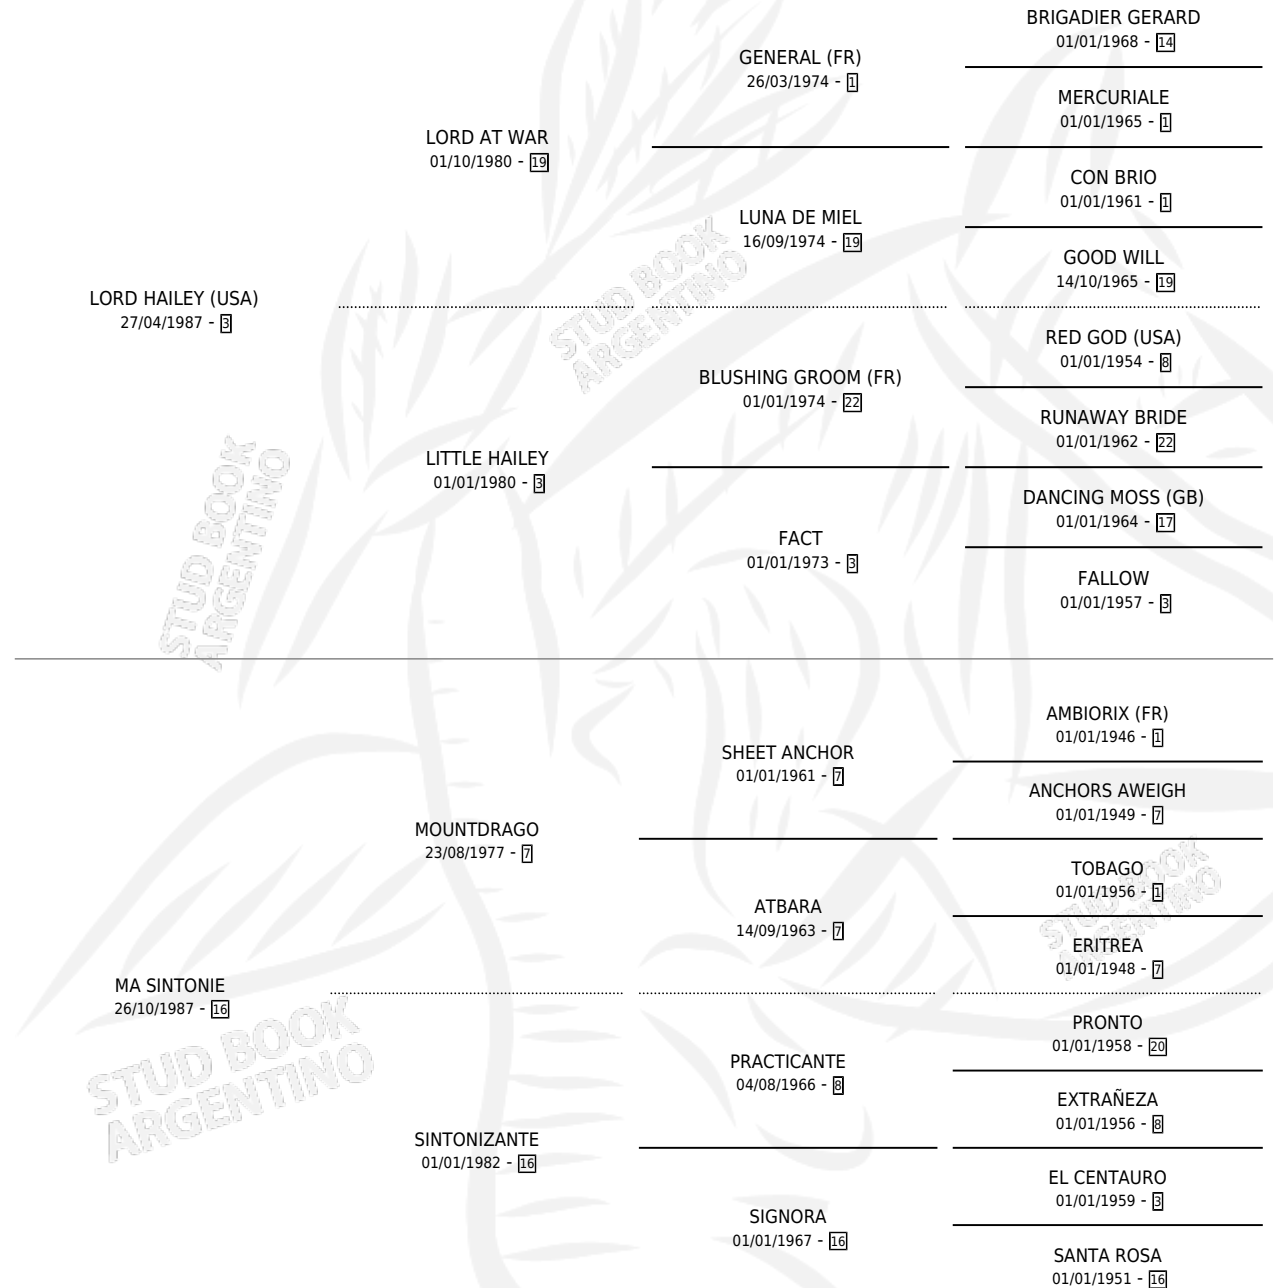 BRIGADIER GERARD
01/01/1968 - 14
GENERAL (FR)
26/03/1974 - 1
MERCURIALE
01/01/1965 - 1
LORD AT WAR
01/10/1980 - 19
CON BRIO
01/01/1961 - 1
LUNA DE MIEL
16/09/1974 - 19
GOOD WILL
14/10/1965 - 19
LORD HAILEY (USA)
27/04/1987 - 3
RED GOD (USA)
01/01/1954 - 8
BLUSHING GROOM (FR)
01/01/1974 - 22
RUNAWAY BRIDE
01/01/1962 - 22
LITTLE HAILEY
01/01/1980 - 3
DANCING MOSS (GB)
01/01/1964 - 17
FACT
01/01/1973 - 3
FALLOW
01/01/1957 - 3
STUD BOOK
ARGENTINO
STUD BOOK
ARGENTINO
AMBIORIX (FR)
01/01/1946 - 1
SHEET ANCHOR
01/01/1961 - 7
ANCHORS AWEIGH
01/01/1949 - 7
MOUNTDRAGO
23/08/1977 - 7
TOBAGO
01/01/1956 - 1
ATBARA
14/09/1963 - 7
ERITREA
01/01/1948 - 7
MA SINTONIE
26/10/1987 - 16
PRONTO
01/01/1958 - 20
PRACTICANTE
04/08/1966 - 8
EXTRAÑEZA
01/01/1956 - 8
SINTONIZANTE
01/01/1982 - 16
EL CENTAURO
01/01/1959 - 3
SIGNORA
01/01/1967 - 16
SANTA ROSA
01/01/1951 - 16
STUD BOOK
ARGENTINO
STUD BOOK
ARGENTINO